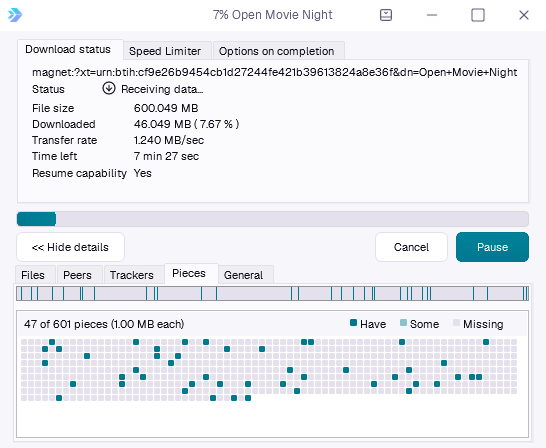 7% Open Movie Night
Download status
Speed Limiter
Options on completion
magnet:?xt=urn:btih:cf9e26b9454cb1d27244fe421b39613824a8e36f&dn=Open+Movie+Night
Status Receiving data...
File size 600.049 MB
Downloaded 46.049 MB ( 7.67 % )
Transfer rate 1.240 MB/sec
Time left 7 min 27 sec
Resume capability Yes
<< Hide details
Cancel
Pause
Files
Peers
Trackers
Pieces
General
47 of 601 pieces (1.00 MB each)
Have
Some
Missing